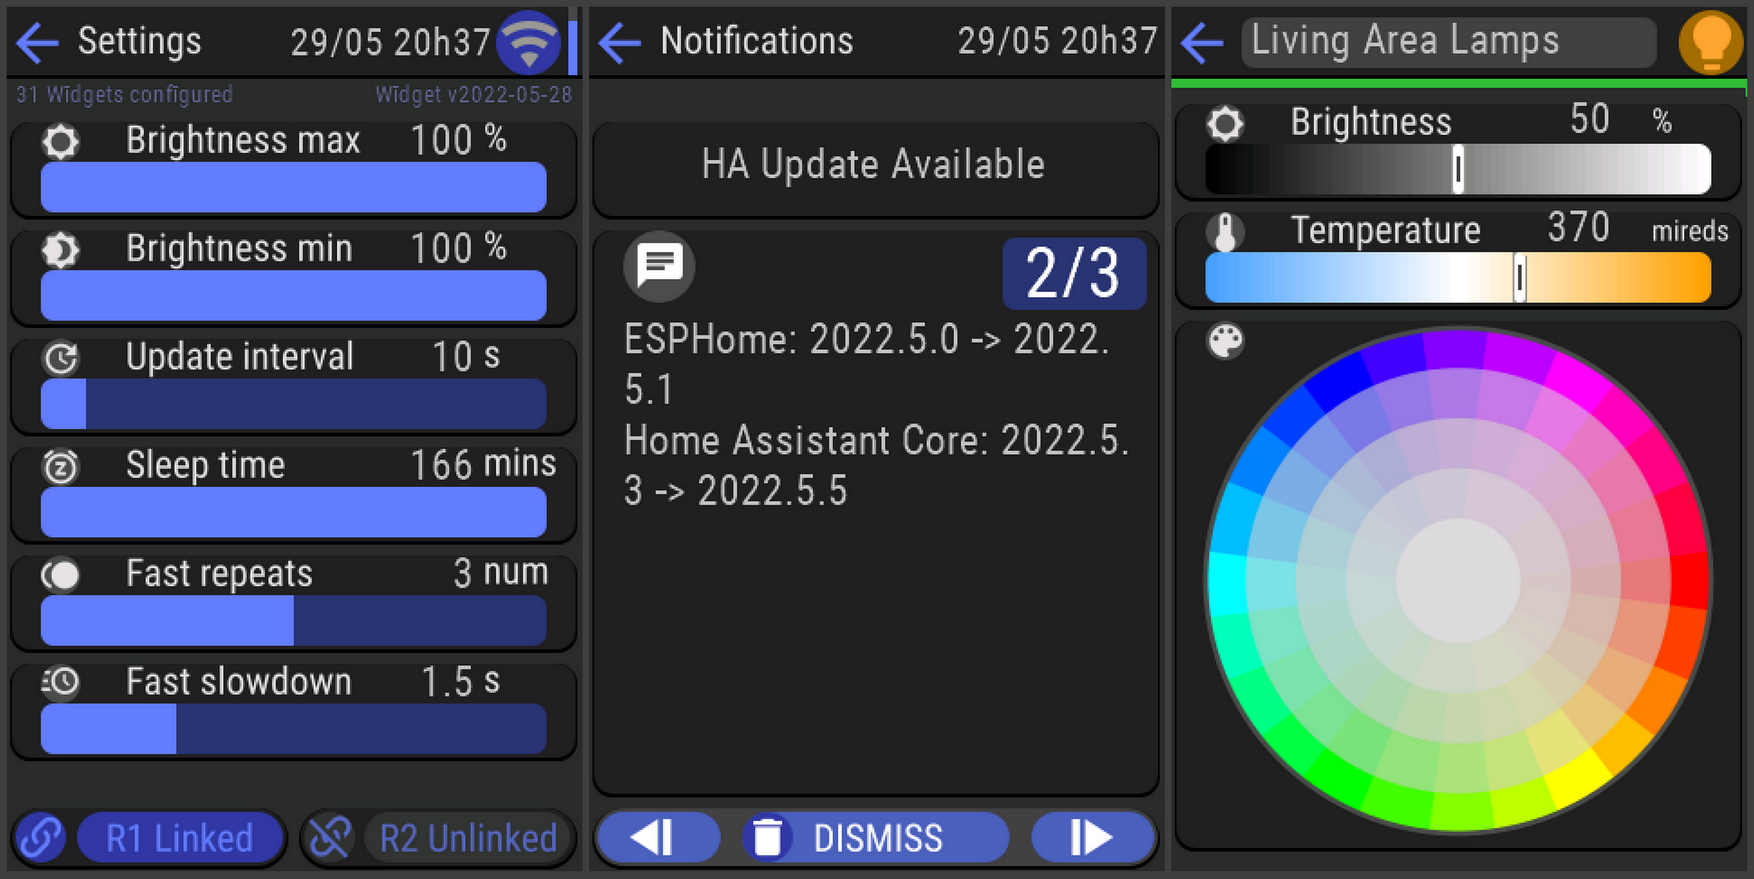 Settings 29/05 20h37
31 Widgets configured Widget v2022-05-28
Brightness max 100 %
Brightness min 100 %
Update interval 10 s
Sleep time 166 mins
Fast repeats 3 num
Fast slowdown 1.5 s
R1 Linked R2 Unlinked
Notifications 29/05 20h37
HA Update Available
2/3
ESPHome: 2022.5.0 -> 2022.
5.1
Home Assistant Core: 2022.5.
3 -> 2022.5.5
DISMISS
Living Area Lamps
Brightness 50 %
Temperature 370 mireds